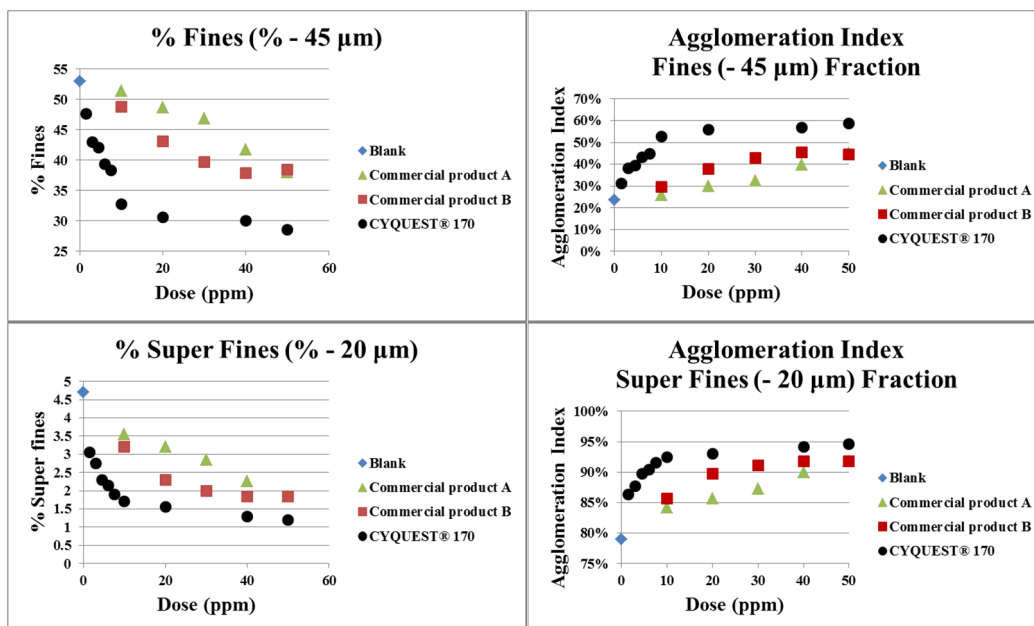 % Fines (% - 45 µm)
55
50
45
40
35
30
25
% Fines
0
20
40
60
Dose (ppm)
Blank
Commercial product A
Commercial product B
CYQUEST® 170
Agglomeration Index
Fines (- 45 µm) Fraction
70%
60%
50%
40%
30%
20%
10%
0%
Agglomeration Index
0
10
20
30
40
50
Dose (ppm)
Blank
Commercial product A
Commercial product B
CYQUEST® 170
% Super Fines (% - 20 µm)
5
4.5
4
3.5
3
2.5
2
1.5
1
0.5
0
% Super fines
0
20
40
60
Dose (ppm)
Blank
Commercial product A
Commercial product B
CYQUEST® 170
Agglomeration Index
Super Fines (- 20 µm) Fraction
100%
95%
90%
85%
80%
75%
Agglomeration Index
0
10
20
30
40
50
Dose (ppm)
Blank
Commercial product A
Commercial product B
CYQUEST® 170